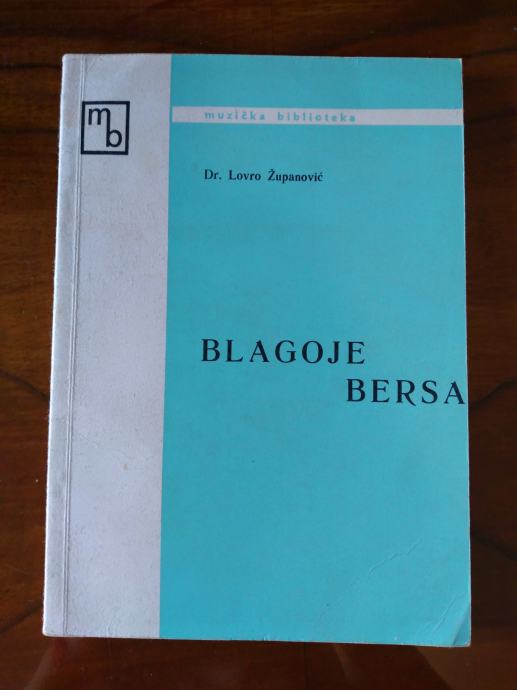 mb
muzička biblioteka
Dr. Lovro Županović
BLAGOJE
BERSA